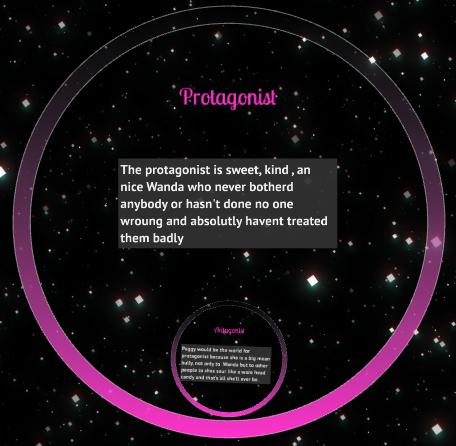 Protagonist
The protagonist is sweet, kind , an
nice Wanda who never botherd
anybody or hasn't done no one
wroung and absolutly havent treated
them badly
Antagonist
Peggy would be the world for
protagonist because she is a big mean
bully, not only to Wanda but to other
people to shes sour like a ware head
candy and that's all she'll ever be